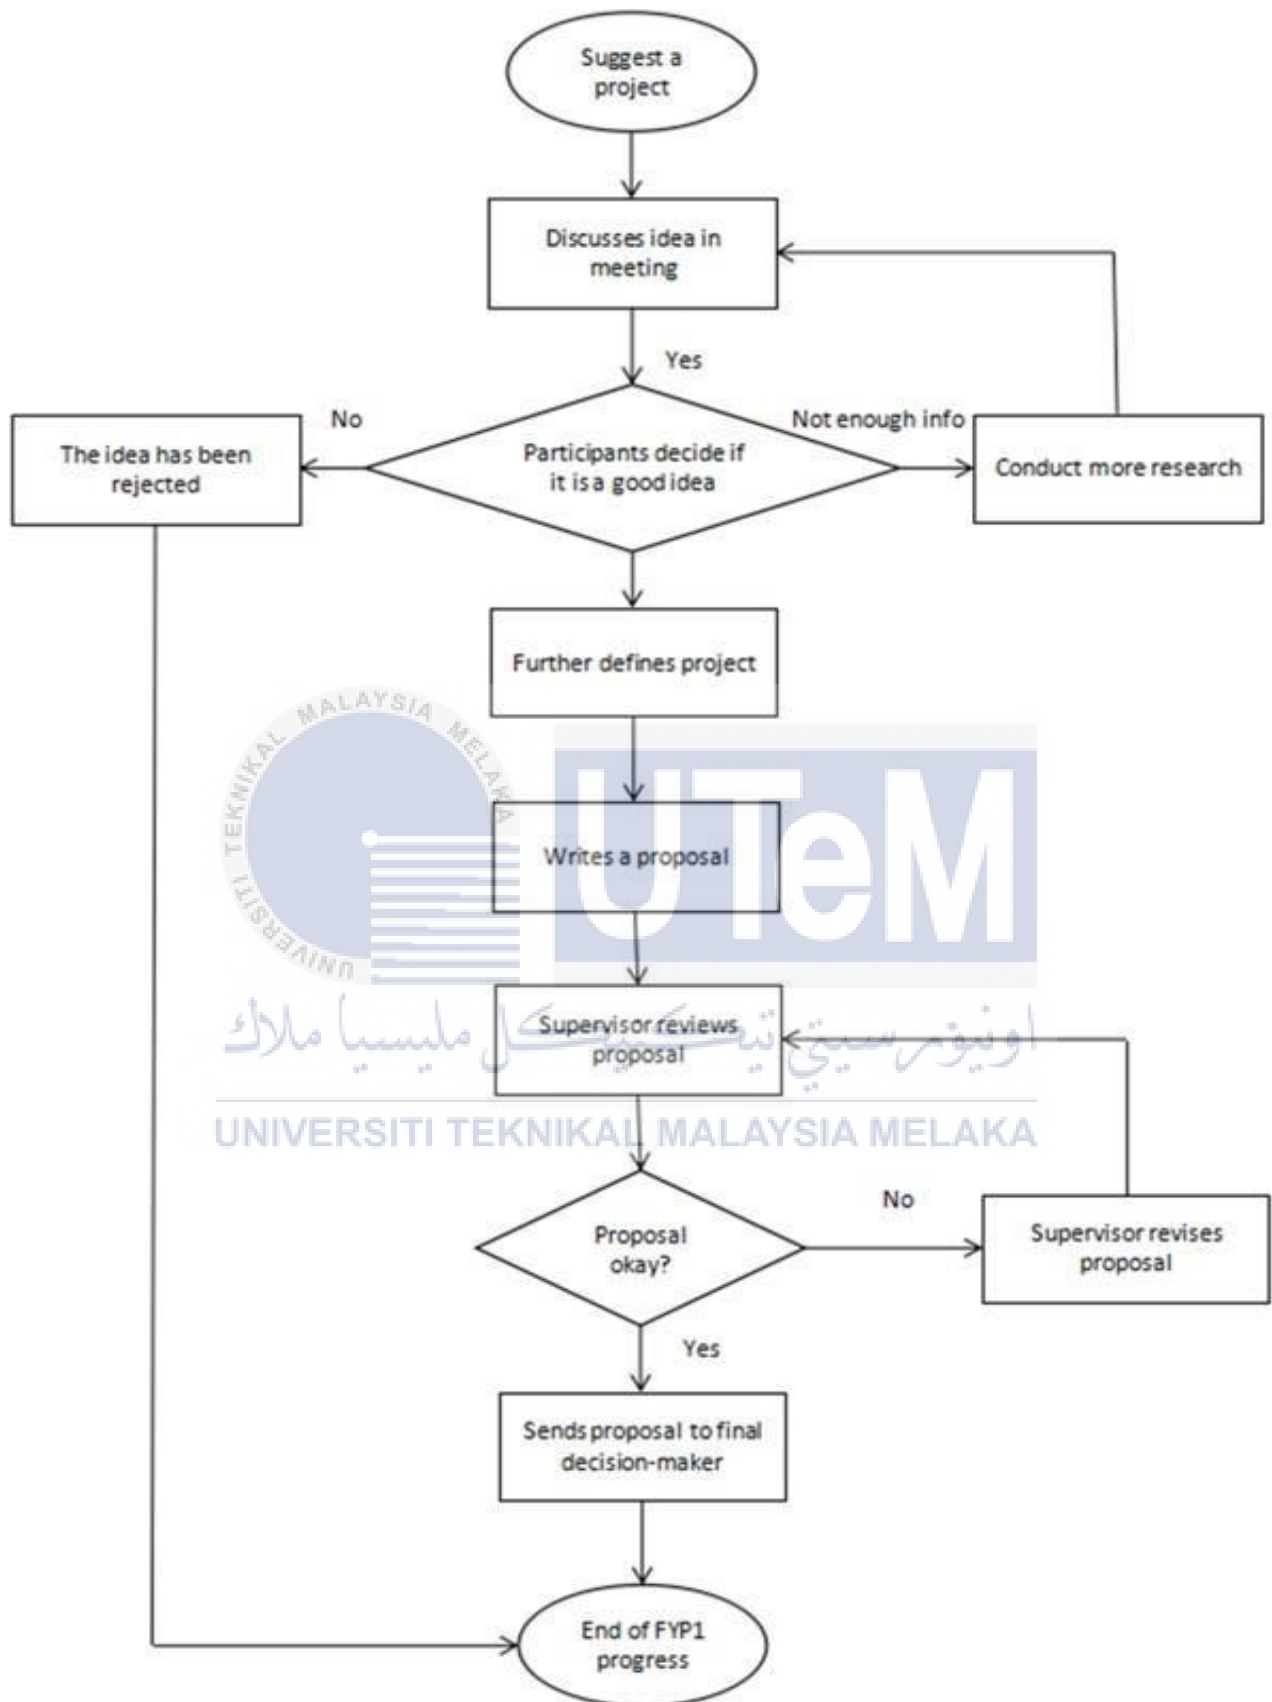 Suggest a
project
Discusses idea in
meeting
Yes
No
Not enough info
The idea has been
rejected
Participants decide if
it is a good idea
Conduct more research
Further defines project
UNIVERSITI TEKNIKAL MALAYSIA MELAKA
UTeM
Writes a proposal
Supervisor reviews
proposal
اونيۏرسيتي تيكنيكل مليسيا ملاك
UNIVERSITI TEKNIKAL MALAYSIA MELAKA
Proposal
okay?
No
Supervisor revises
proposal
Yes
Sends proposal to final
decision-maker
End of FYP1
progress